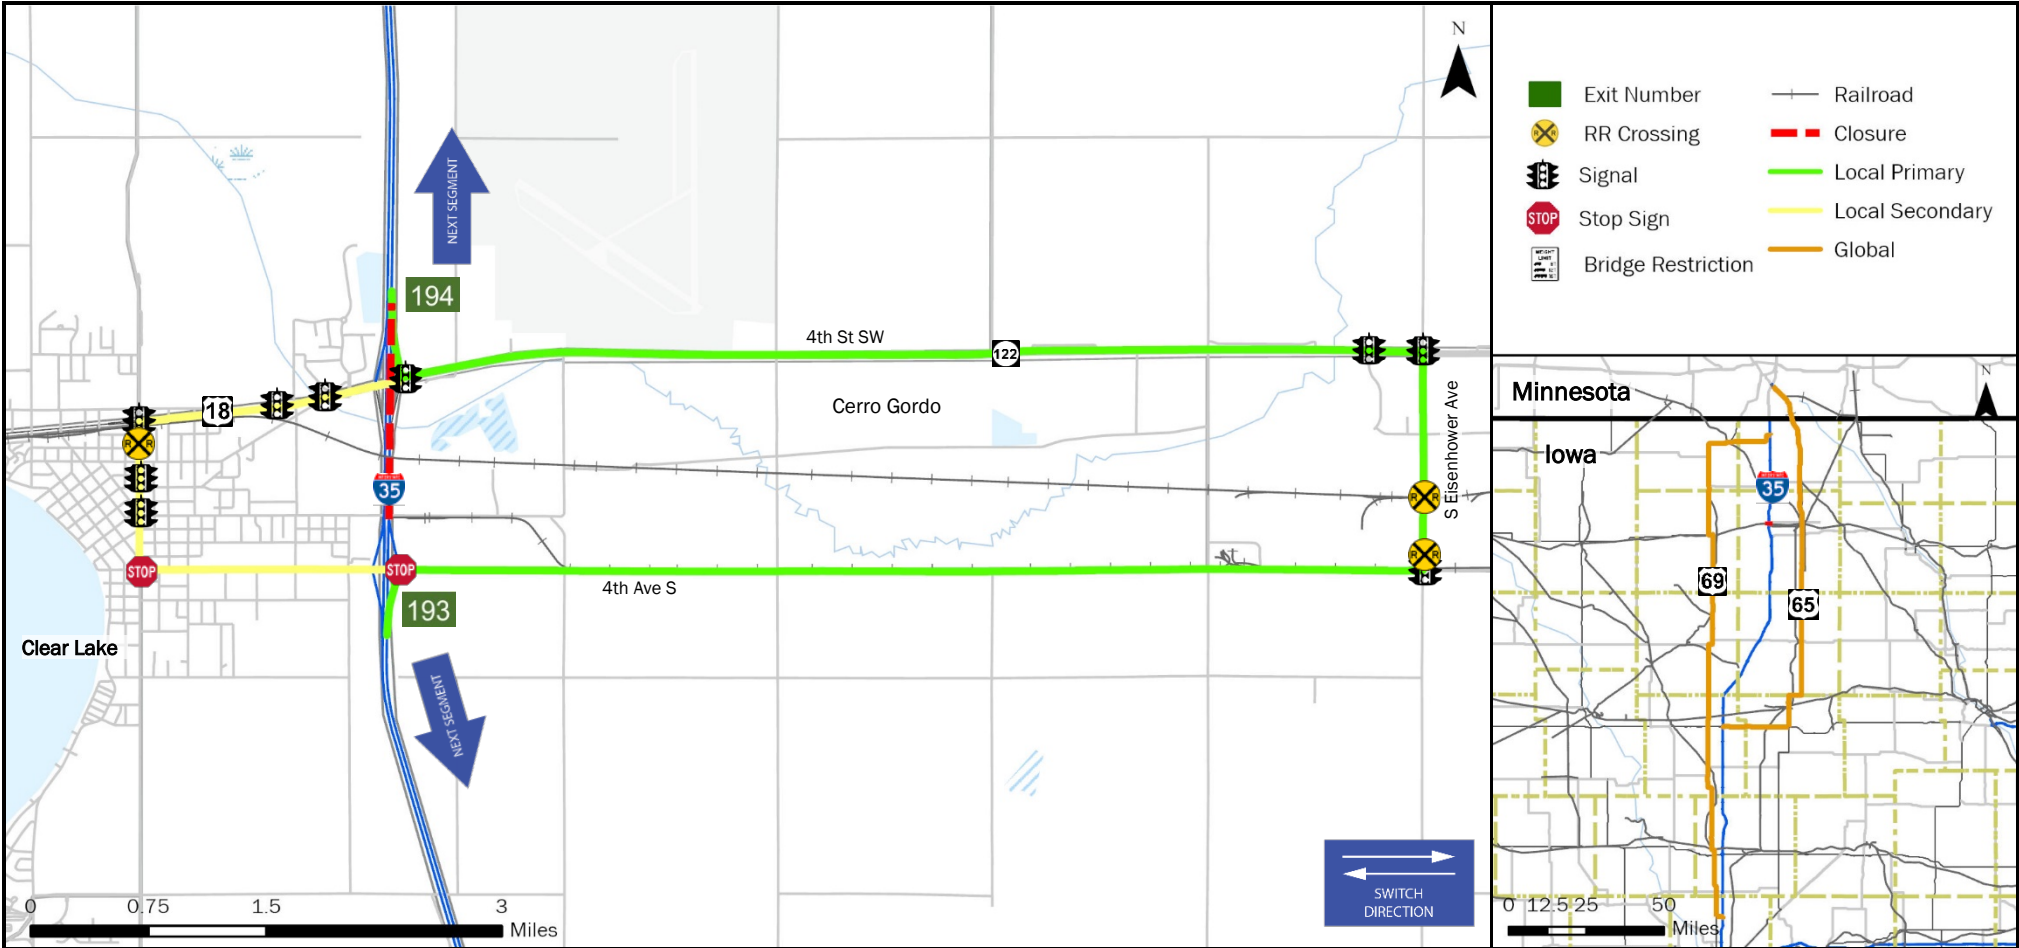 N
NEXT SEGMENT
194
4th St SW
122
18
Cerro Gordo
S Eisenhower Ave
R R
R R
35
R R
STOP
STOP
4th Ave S
193
Clear Lake
NEXT SEGMENT
SWITCH
DIRECTION
0 0.75 1.5 3
Miles
Exit Number
R R
RR Crossing
Signal
STOP
Stop Sign
WEIGHT
LIMIT
Bridge Restriction
Railroad
Closure
Local Primary
Local Secondary
Global
Minnesota
N
Iowa
35
69
65
0 12.5 25 50
Miles